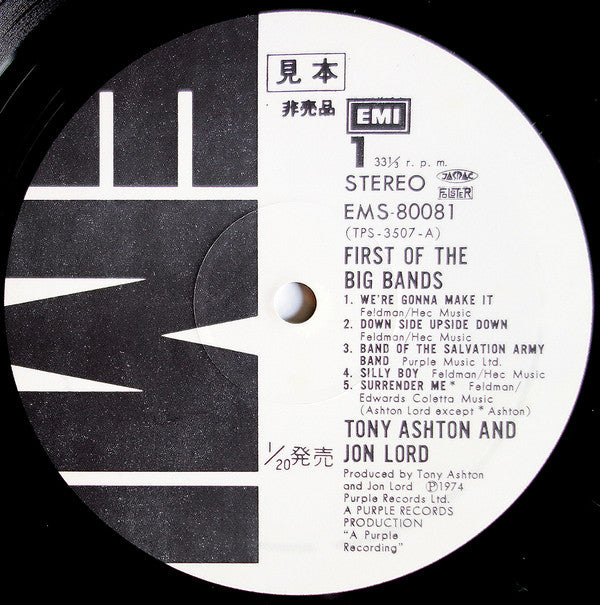 見本
非売品
EMI
1
33⅓ r. p. m.
STEREO
JASRAC
POLSTER
EMS-80081
(TPS-3507-A)
FIRST OF THE
BIG BANDS
1. WE'RE GONNA MAKE IT
Feldman/Hec Music
2. DOWN SIDE UPSIDE DOWN
Feldman/Hec Music
3. BAND OF THE SALVATION ARMY
BAND Purple Music Ltd.
4. SILLY BOY Feldman/Hec Music
5. SURRENDER ME* Feldman/
Edwards Coletta Music
(Ashton Lord except * Ashton)
TONY ASHTON AND
JON LORD
1/20発売
Produced by Tony Ashton
and Jon Lord ℗1974
Purple Records Ltd.
A PURPLE RECORDS
PRODUCTION
"A Purple
Recording"